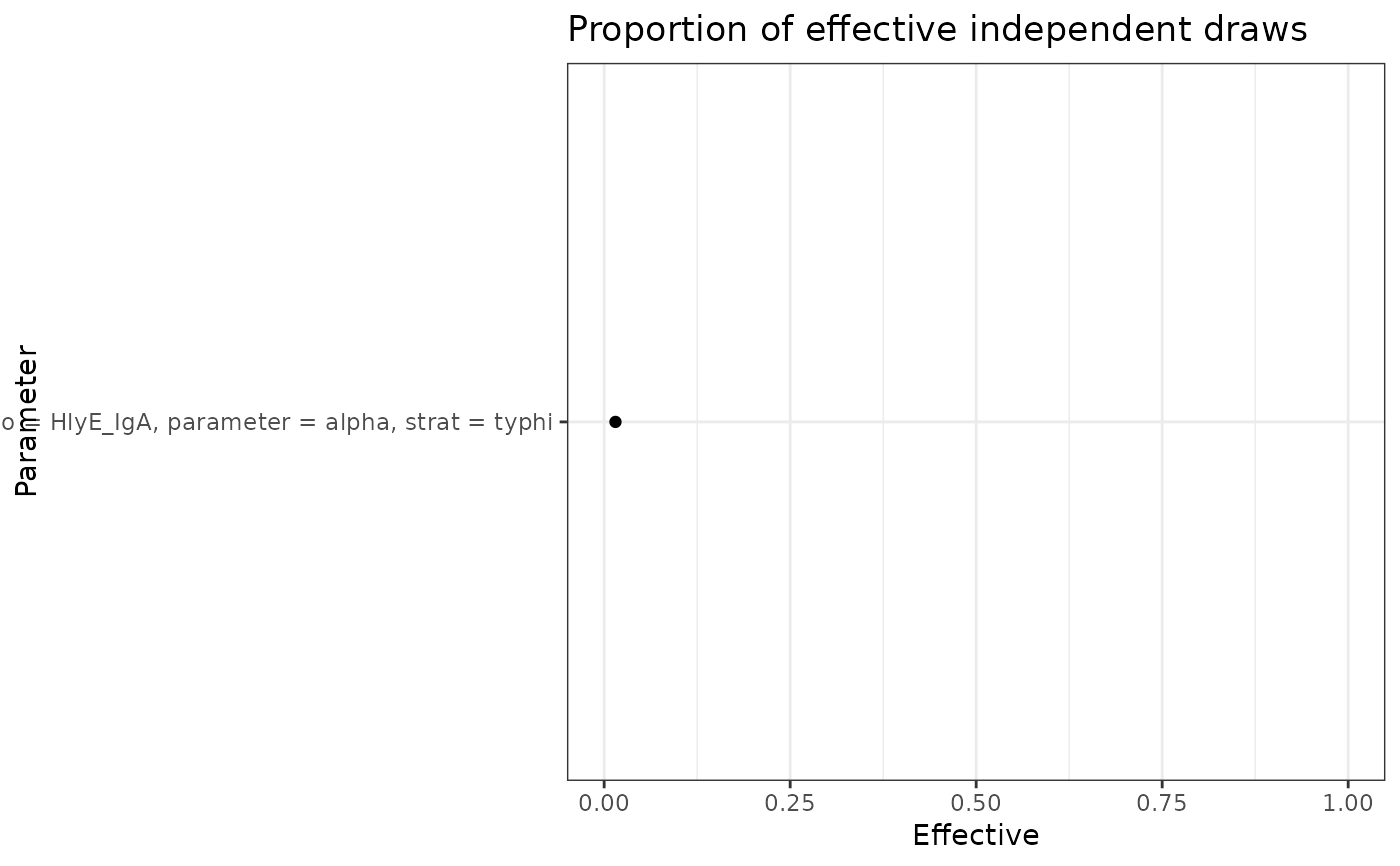 Proportion of effective independent draws
Parameter
HlyE_IgA, parameter = alpha, strat = typhi
0.00 0.25 0.50 0.75 1.00
Effective